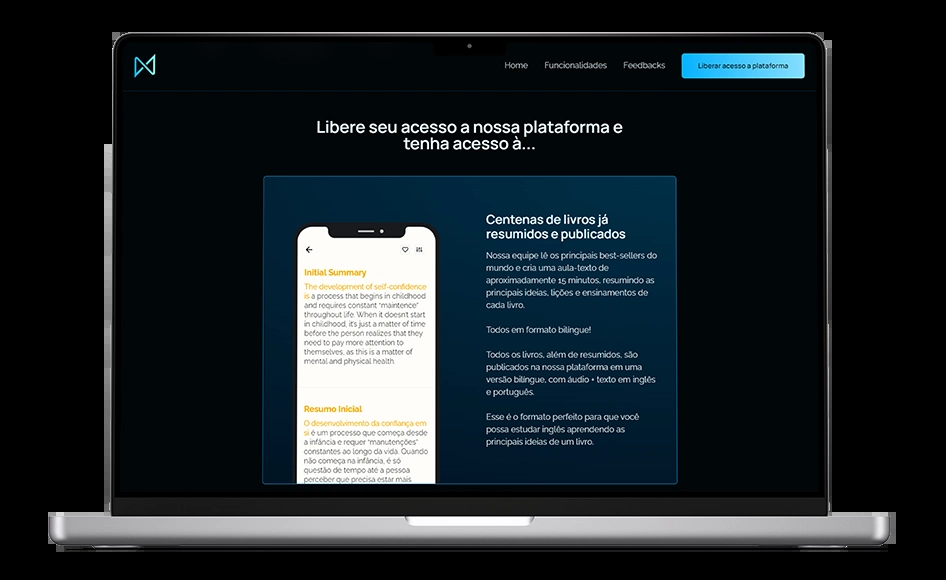 Home Funcionalidades Feedbacks Liberar acesso a plataforma
Libere seu acesso a nossa plataforma e
tenha acesso à...
Initial Summary
The development of self-confidence
is a process that begins in childhood
and requires constant "maintence"
throughout life. When it doesn't start
in childhood, it's just a matter of time
before the person realizes that they
need to pay more attention to
themselves, as this is a matter of
mental and physical health.
Resumo Inicial
O desenvolvimento da confiança em
si é um processo que começa desde
a infância e requer "manutenções"
constantes ao longo da vida. Quando
não começa na infância, é só
questão de tempo até a pessoa
perceber que precisa estar mais
Centenas de livros já
resumidos e publicados
Nossa equipe lê os principais best-sellers do
mundo e cria uma aula-texto de
aproximadamente 15 minutos, resumindo as
principais ideias, lições e ensinamentos de
cada livro.
Todos em formato bilíngue!
Todos os livros, além de resumidos, são
publicados na nossa plataforma em uma
versão bilíngue, com áudio + texto em inglês
e português.
Esse é o formato perfeito para que você
possa estudar inglês aprendendo as
principais ideias de um livro.